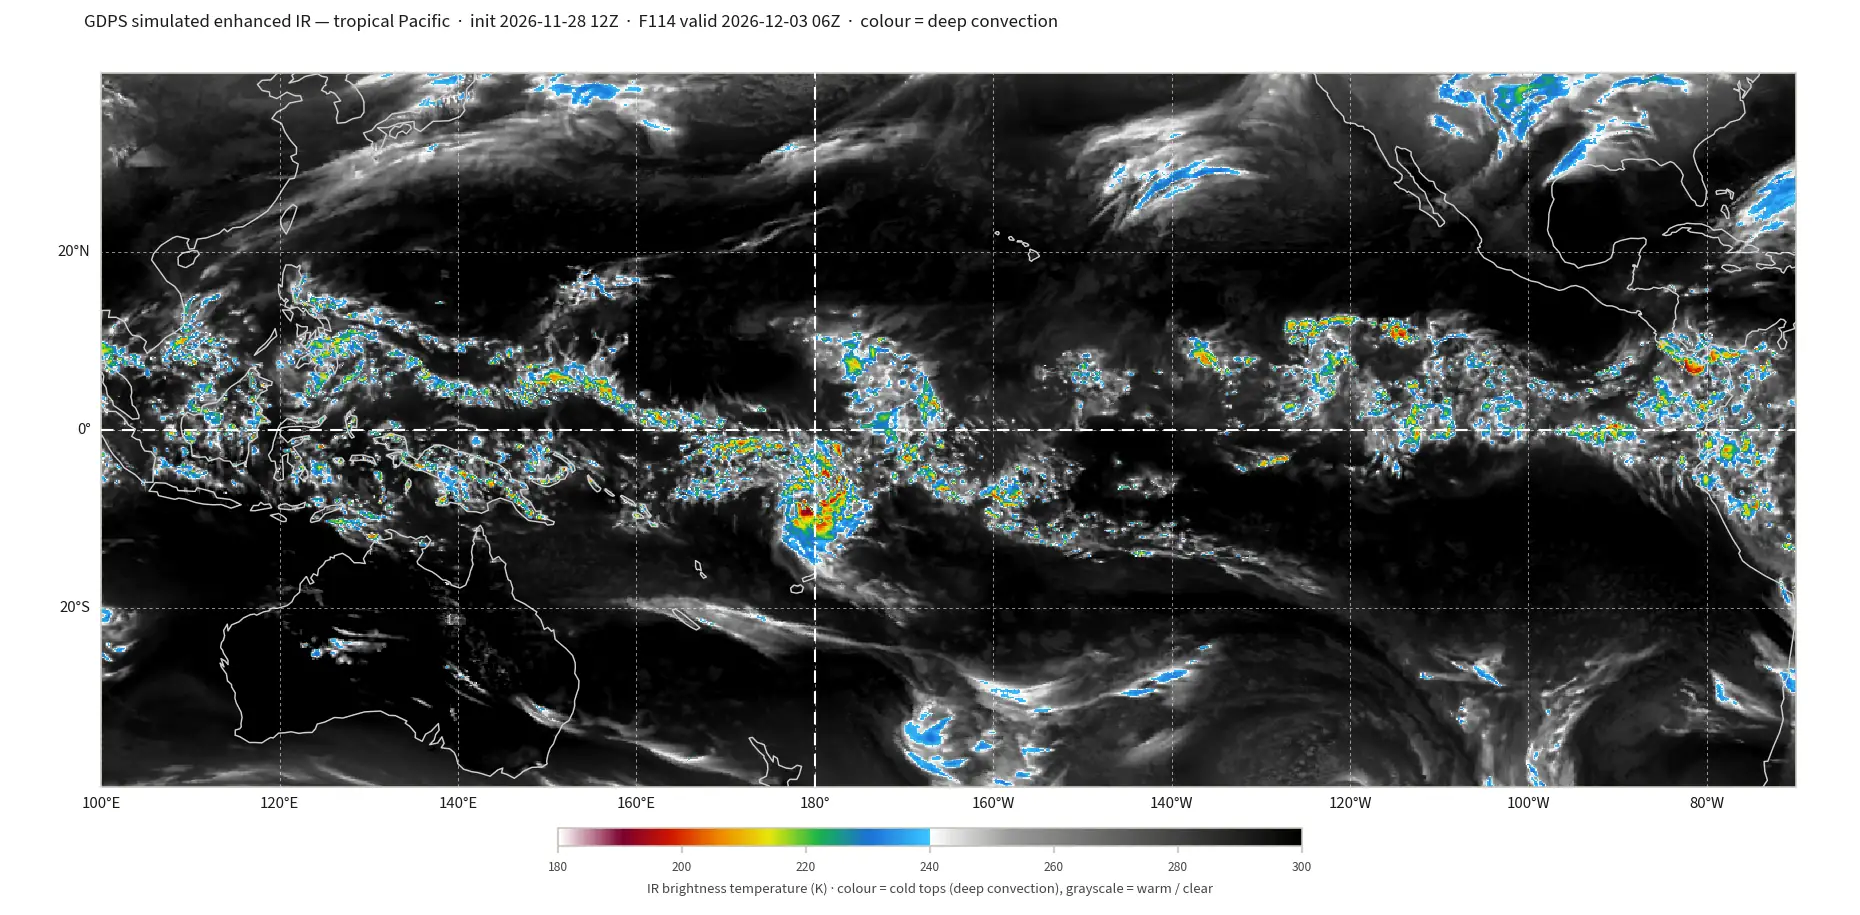 GDPS simulated enhanced IR — tropical Pacific · init 2026-11-28 12Z · F114 valid 2026-12-03 06Z · colour = deep convection
20°N
0°
20°S
100°E 120°E 140°E 160°E 180° 160°W 140°W 120°W 100°W 80°W
180 200 220 240 260 280 300
IR brightness temperature (K) · colour = cold tops (deep convection), grayscale = warm / clear